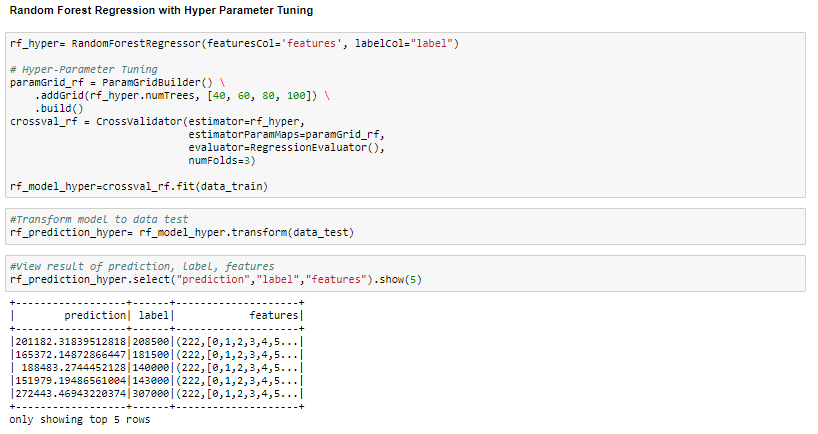 Random Forest Regression with Hyper Parameter Tuning
rf_hyper= RandomForestRegressor(featuresCol='features', labelCol="label")
# Hyper-Parameter Tuning
paramGrid_rf = ParamGridBuilder() \
    .addGrid(rf_hyper.numTrees, [40, 60, 80, 100]) \
    .build()
crossval_rf = CrossValidator(estimator=rf_hyper,
                             estimatorParamMaps=paramGrid_rf,
                             evaluator=RegressionEvaluator(),
                             numFolds=3)
rf_model_hyper=crossval_rf.fit(data_train)
#Transform model to data test
rf_prediction_hyper= rf_model_hyper.transform(data_test)
#View result of prediction, label, features
rf_prediction_hyper.select("prediction","label","features").show(5)
+------------------+------+--------------------+
|        prediction| label|            features|
+------------------+------+--------------------+
|201182.31839512818|208500|(222,[0,1,2,3,4,5...|
|165372.14872866447|181500|(222,[0,1,2,3,4,5...|
| 188483.2744452128|140000|(222,[0,1,2,3,4,5...|
|151979.19486561004|143000|(222,[0,1,2,3,4,5...|
|272443.46943220374|307000|(222,[0,1,2,3,4,5...|
+------------------+------+--------------------+
only showing top 5 rows